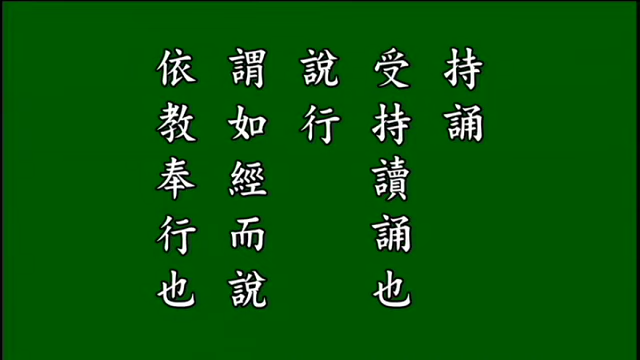 持誦
受持讀誦也
說行
謂如經而說
依教奉行也